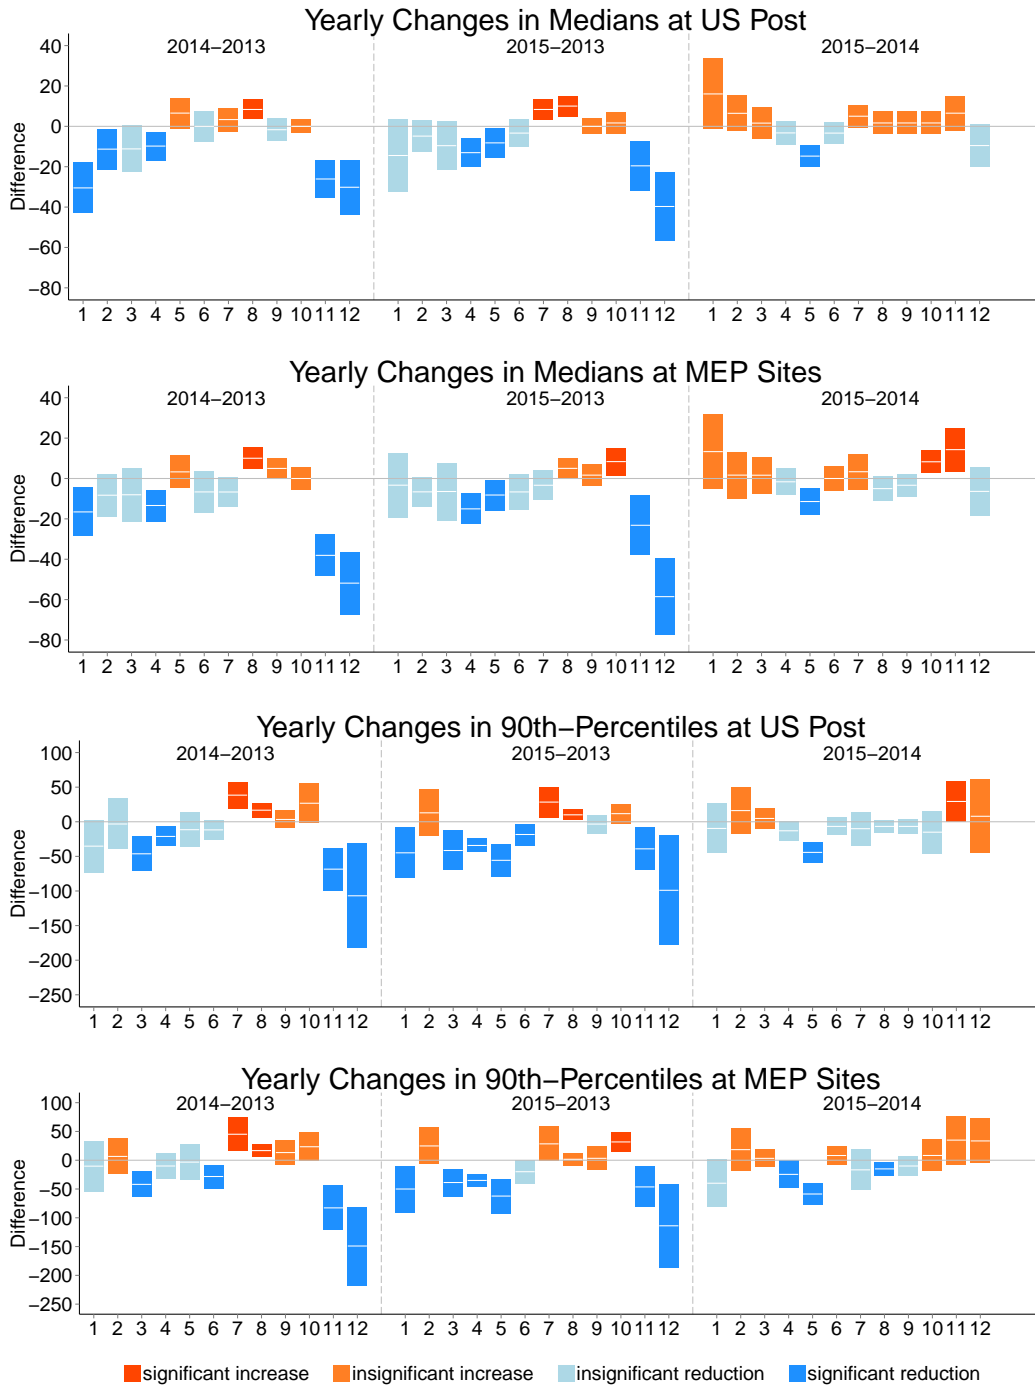 Yearly Changes in Medians at US Post
2014−2013 2015−2013 2015−2014
Difference
40
20
0
−20
−40
−60
−80
1 2 3 4 5 6 7 8 9 10 11 12 1 2 3 4 5 6 7 8 9 10 11 12 1 2 3 4 5 6 7 8 9 10 11 12
Yearly Changes in Medians at MEP Sites
2014−2013 2015−2013 2015−2014
Difference
40
20
0
−20
−40
−60
−80
1 2 3 4 5 6 7 8 9 10 11 12 1 2 3 4 5 6 7 8 9 10 11 12 1 2 3 4 5 6 7 8 9 10 11 12
Yearly Changes in 90th−Percentiles at US Post
2014−2013 2015−2013 2015−2014
Difference
100
50
0
−50
−100
−150
−200
−250
1 2 3 4 5 6 7 8 9 10 11 12 1 2 3 4 5 6 7 8 9 10 11 12 1 2 3 4 5 6 7 8 9 10 11 12
Yearly Changes in 90th−Percentiles at MEP Sites
2014−2013 2015−2013 2015−2014
Difference
100
50
0
−50
−100
−150
−200
−250
1 2 3 4 5 6 7 8 9 10 11 12 1 2 3 4 5 6 7 8 9 10 11 12 1 2 3 4 5 6 7 8 9 10 11 12
significant increase insignificant increase insignificant reduction significant reduction